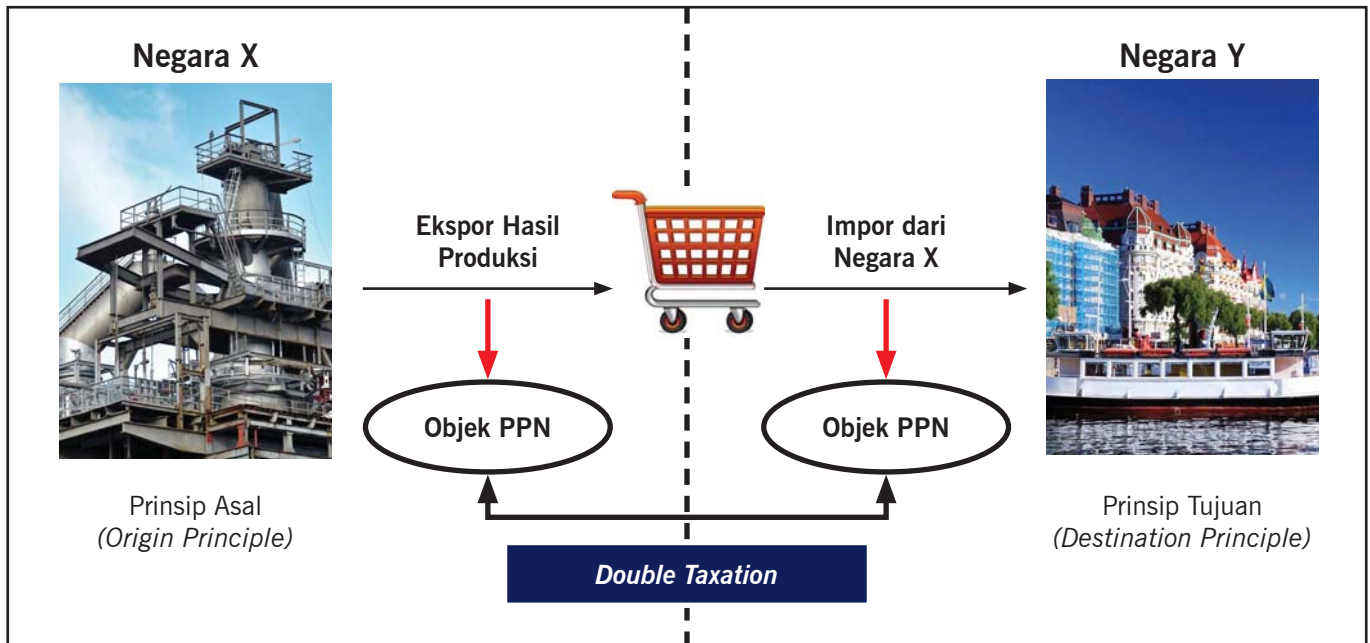 Negara X
Negara Y
Ekspor Hasil
Produksi
Impor dari
Negara X
Objek PPN
Objek PPN
Prinsip Asal
(Origin Principle)
Prinsip Tujuan
(Destination Principle)
Double Taxation